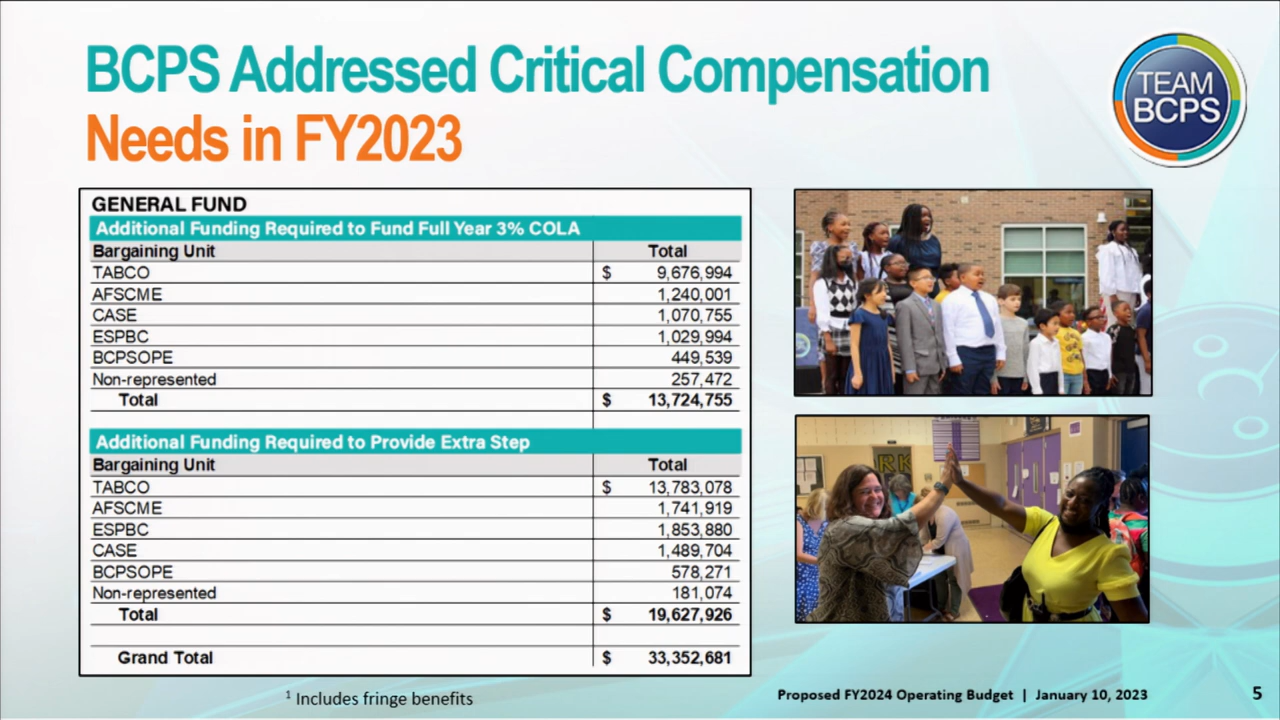 BCPS Addressed Critical Compensation
Needs in FY2023
TEAM
BCPS
GENERAL FUND
Additional Funding Required to Fund Full Year 3% COLA
Bargaining Unit Total
TABCO $ 9,676,994
AFSCME 1,240,001
CASE 1,070,755
ESPBC 1,029,994
BCPSOPE 449,539
Non-represented 257,472
Total $ 13,724,755
Additional Funding Required to Provide Extra Step
Bargaining Unit Total
TABCO $ 13,783,078
AFSCME 1,741,919
ESPBC 1,853,880
CASE 1,489,704
BCPSOPE 578,271
Non-represented 181,074
Total $ 19,627,926
Grand Total $ 33,352,681
RK
1 Includes fringe benefits
Proposed FY2024 Operating Budget | January 10, 2023
5